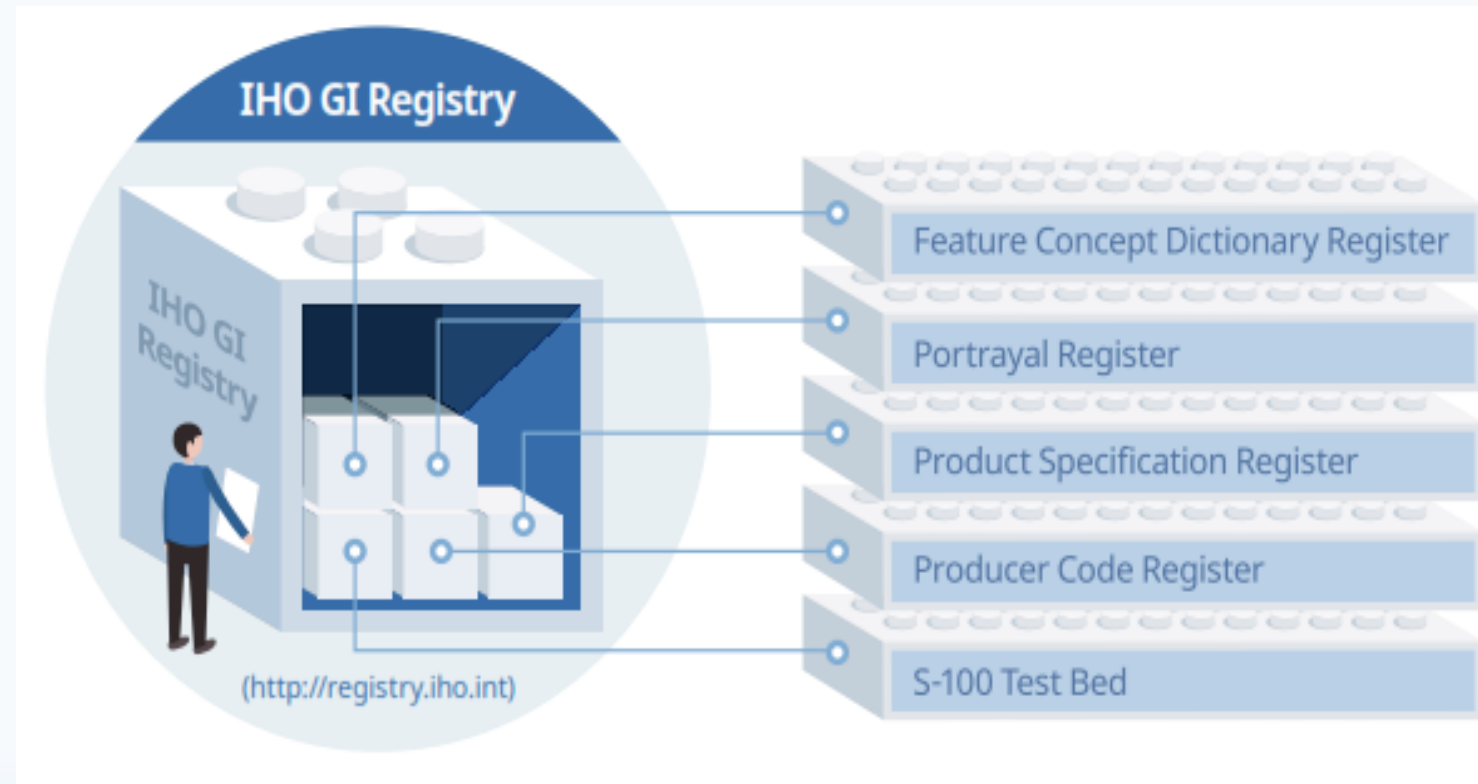 IHO GI Registry
IHO GI
Registry
(http://registry.iho.int)
Feature Concept Dictionary Register
Portrayal Register
Product Specification Register
Producer Code Register
S-100 Test Bed